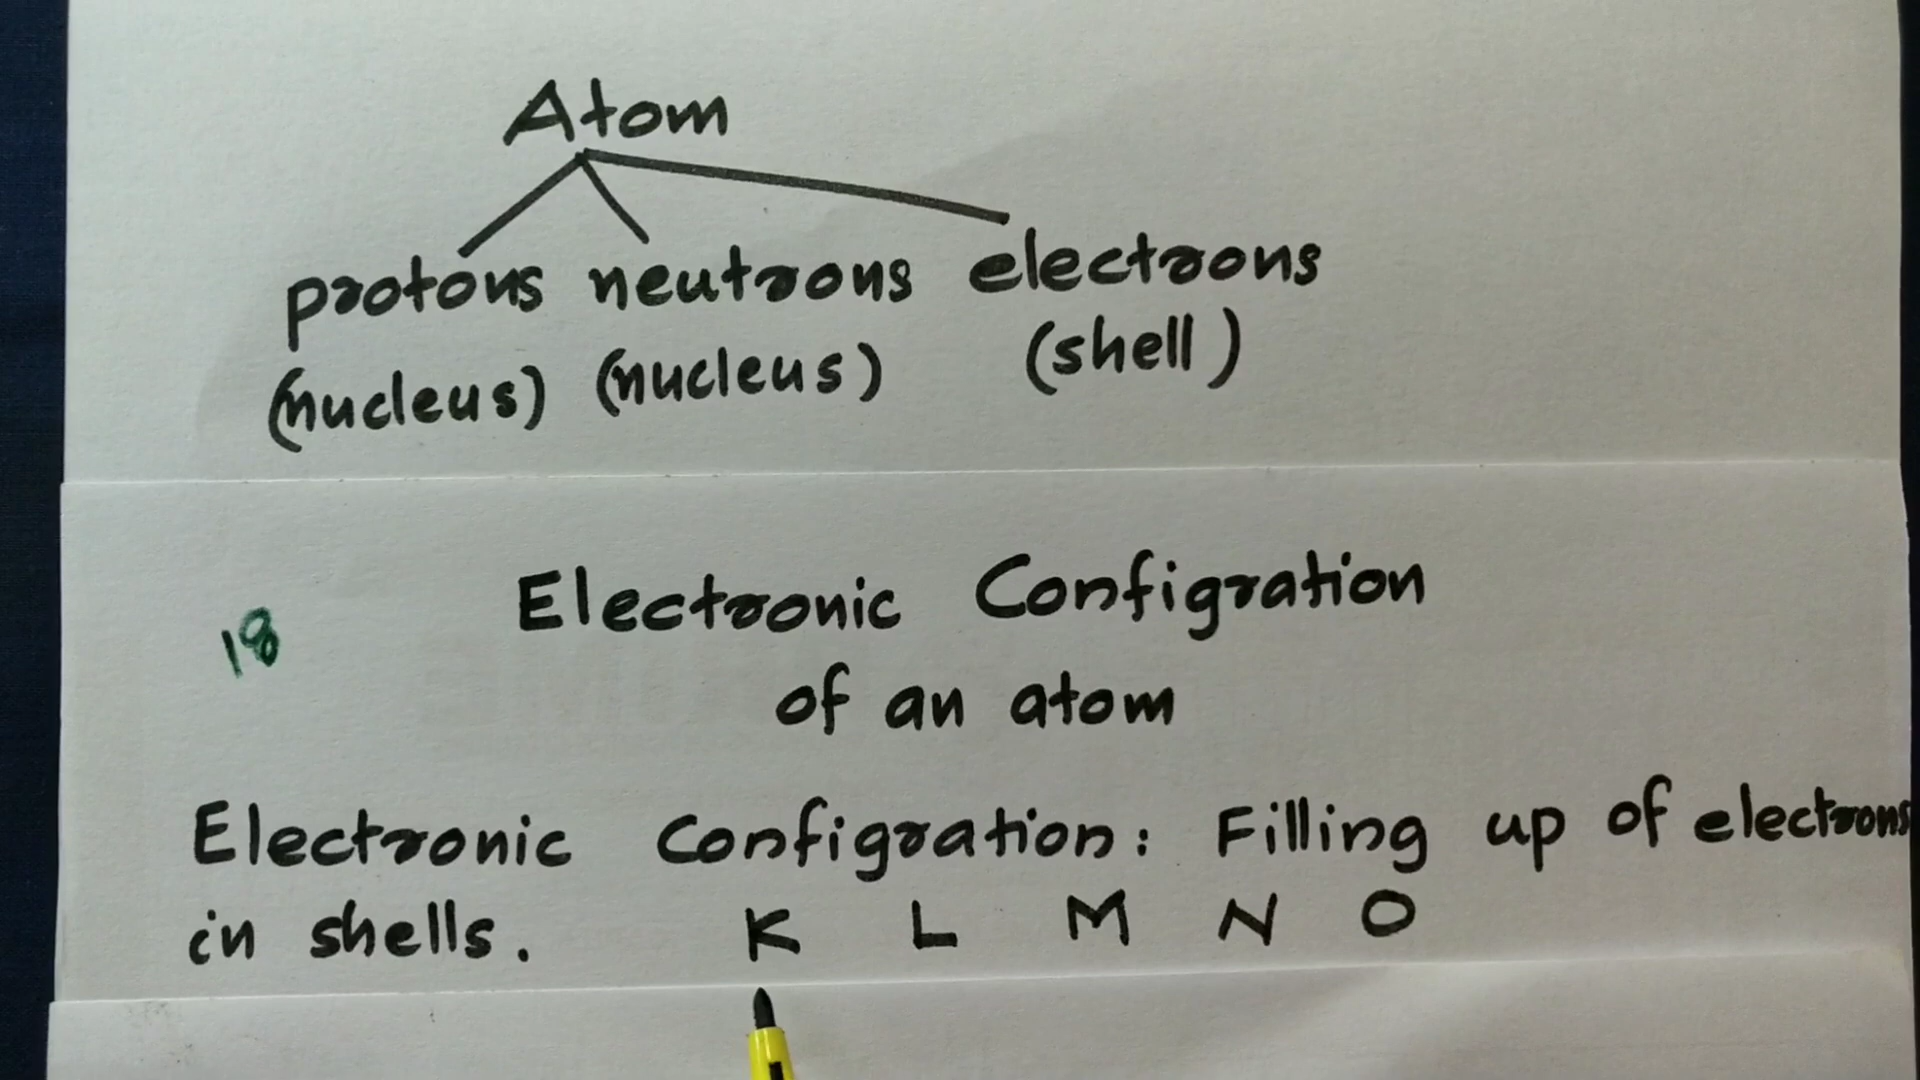 Atom
protons neutrons electrons
(nucleus) (nucleus) (shell)
18
Electronic Configration
of an atom
Electronic Configration: Filling up of electrons
in shells. K L M N O